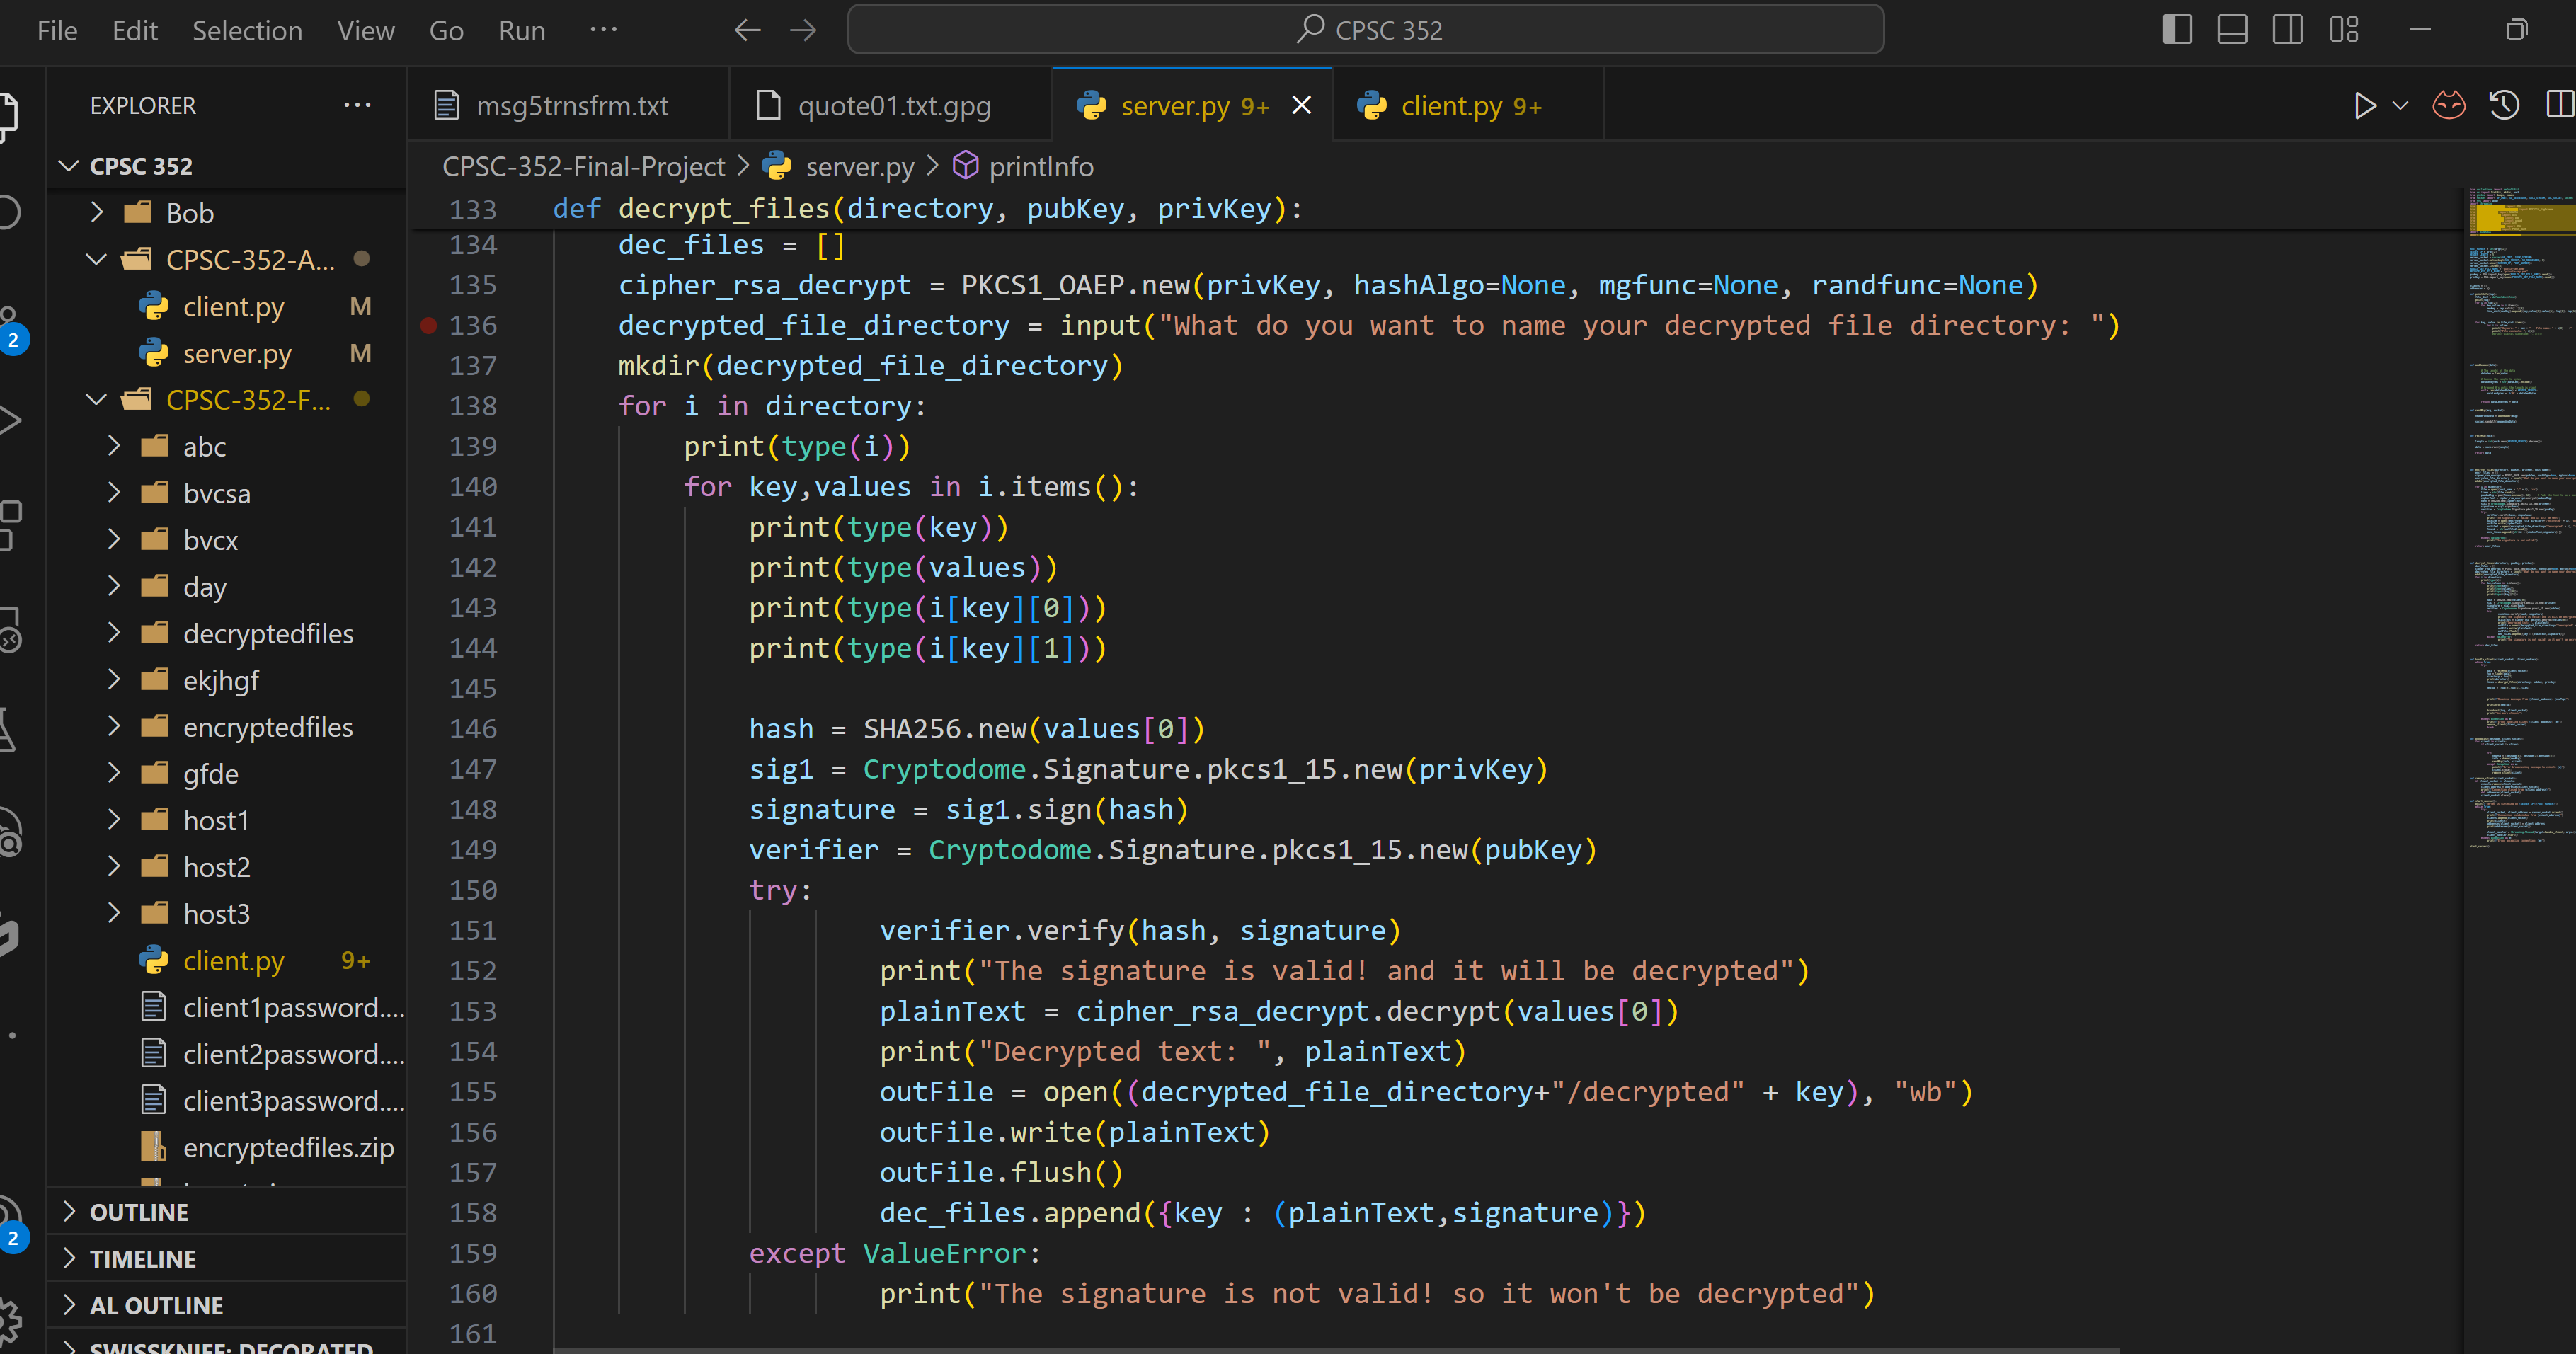 File Edit Selection View Go Run ··· CPSC 352
EXPLORER ···
CPSC 352
Bob
CPSC-352-A...
client.py M
server.py M
CPSC-352-F...
abc
bvcsa
bvcx
day
decryptedfiles
ekjhgf
encryptedfiles
gfde
host1
host2
host3
client.py 9+
client1password....
client2password....
client3password....
encryptedfiles.zip
OUTLINE
TIMELINE
AL OUTLINE
SWISSKNIFE: DECORATED
2
2
msg5trnsfrm.txt quote01.txt.gpg server.py 9+ client.py 9+
CPSC-352-Final-Project > server.py > printInfo
133 def decrypt_files(directory, pubKey, privKey):
134 dec_files = []
135 cipher_rsa_decrypt = PKCS1_OAEP.new(privKey, hashAlgo=None, mgfunc=None, randfunc=None)
136 decrypted_file_directory = input("What do you want to name your decrypted file directory: ")
137 mkdir(decrypted_file_directory)
138 for i in directory:
139 print(type(i))
140 for key,values in i.items():
141 print(type(key))
142 print(type(values))
143 print(type(i[key][0]))
144 print(type(i[key][1]))
145
146 hash = SHA256.new(values[0])
147 sig1 = Cryptodome.Signature.pkcs1_15.new(privKey)
148 signature = sig1.sign(hash)
149 verifier = Cryptodome.Signature.pkcs1_15.new(pubKey)
150 try:
151 verifier.verify(hash, signature)
152 print("The signature is valid! and it will be decrypted")
153 plainText = cipher_rsa_decrypt.decrypt(values[0])
154 print("Decrypted text: ", plainText)
155 outFile = open((decrypted_file_directory+"/decrypted" + key), "wb")
156 outFile.write(plainText)
157 outFile.flush()
158 dec_files.append({key : (plainText,signature)})
159 except ValueError:
160 print("The signature is not valid! so it won't be decrypted")
161